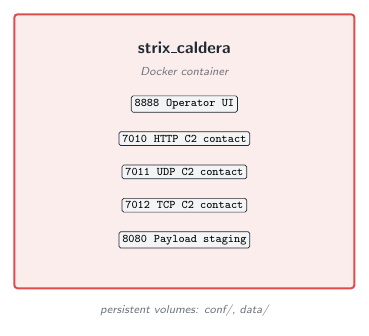 strix_caldera
Docker container
8888 Operator UI
7010 HTTP C2 contact
7011 UDP C2 contact
7012 TCP C2 contact
8080 Payload staging
persistent volumes: conf/, data/